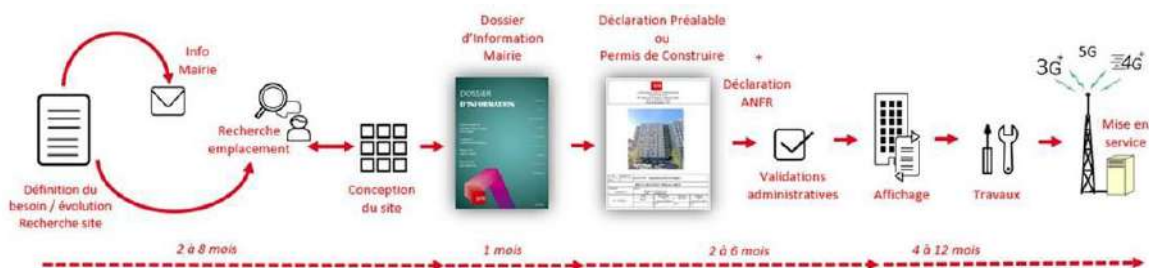 Info
Mairie
Définition du
besoin / évolution
Recherche site
Recherche
emplacement
Conception
du site
Dossier
d'Information
Mairie
DOSSIER
D'INFORMATION
Déclaration Préalable
ou
Permis de Construire
+
Déclaration
ANFR
Validations
administratives
Affichage
Travaux
3G+
5G
4G+
Mise en
service
2 à 8 mois
1 mois
2 à 6 mois
4 à 12 mois